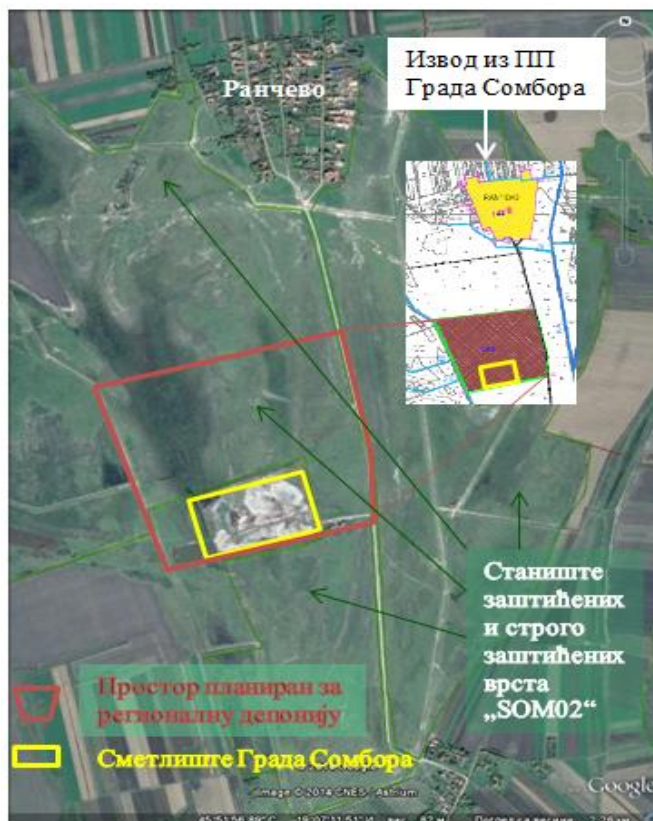 Извод из ПП
Града Сомбора
Ранчево
Станиште
заштићених
и строго
заштићених
врста
„SOM02“
Простор планиран за
регионалну депонију
Сметлиште Града Сомбора
Image © 2014 CNES / Astrium
Google